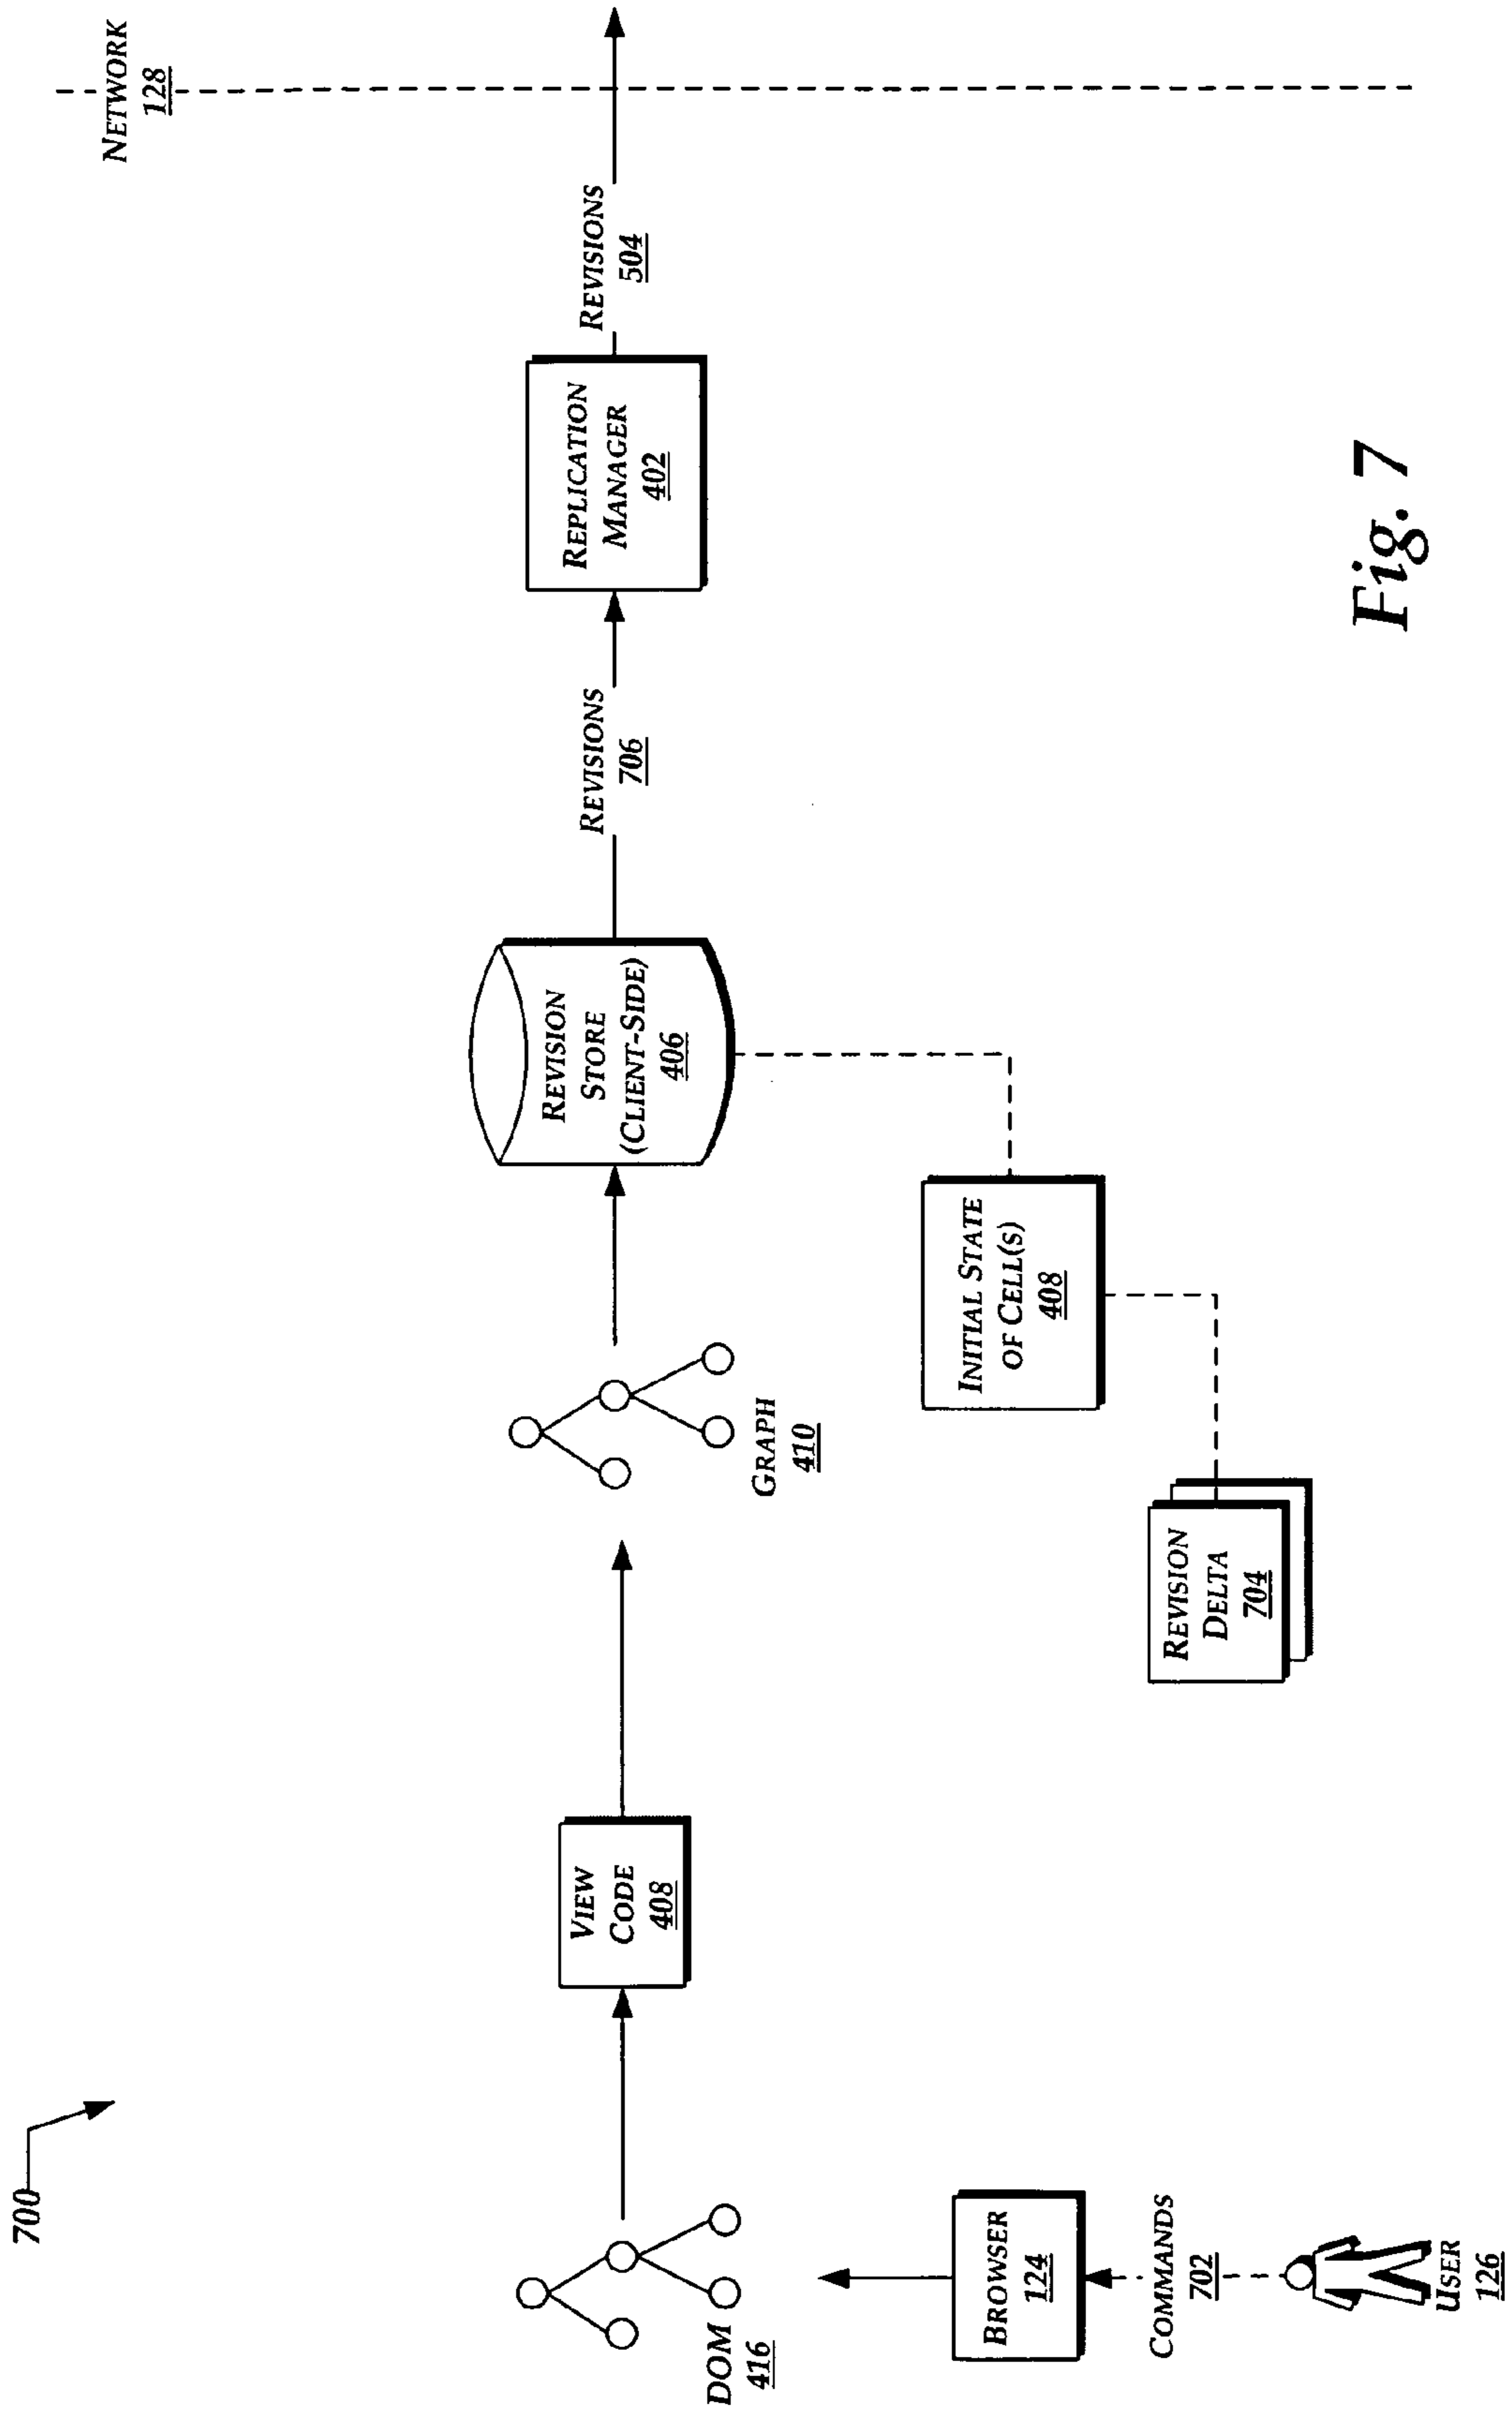 700
NETWORK
128
DOM
416
BROWSER
124
COMMANDS
702
USER
126
VIEW
CODE
408
GRAPH
410
REVISION
STORE
(CLIENT-SIDE)
406
INITIAL STATE
OF CELL(S)
408
REVISION
DELTA
704
REVISIONS
706
REPLICATION
MANAGER
402
REVISIONS
504
Fig. 7